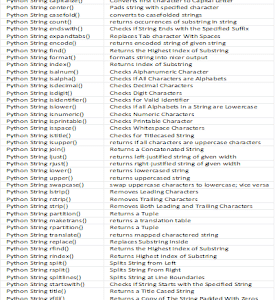 Python String capitalize() Converts first character to Capital Letter
Python String center() Pads string with specified character
Python String casefold() converts to casefolded strings
Python String count() returns occurrences of substring in string
Python String endswith() Checks if String Ends with the Specified Suffix
Python String expandtabs() Replaces Tab character With Spaces
Python String encode() returns encoded string of given string
Python String find() Returns the Highest Index of Substring
Python String format() formats string into nicer output
Python String index() Returns Index of Substring
Python String isalnum() Checks Alphanumeric Character
Python String isalpha() Checks if All Characters are Alphabets
Python String isdecimal() Checks Decimal Characters
Python String isdigit() Checks Digit Characters
Python String isidentifier() Checks for Valid Identifier
Python String islower() Checks if all Alphabets in a String are Lowercase
Python String isnumeric() Checks Numeric Characters
Python String isprintable() Checks Printable Character
Python String isspace() Checks Whitespace Characters
Python String istitle() Checks for Titlecased String
Python String isupper() returns if all characters are uppercase characters
Python String join() Returns a Concatenated String
Python String ljust() returns left justified string of given width
Python String rjust() returns right justified string of given width
Python String lower() returns lowercased string
Python String upper() returns uppercased string
Python String swapcase() swap uppercase characters to lowercase; vice versa
Python String lstrip() Removes Leading Characters
Python String rstrip() Removes Trailing Characters
Python String strip() Removes Both Leading and Trailing Characters
Python String partition() Returns a Tuple
Python String maketrans() returns a translation table
Python String rpartition() Returns a Tuple
Python String translate() returns mapped charactered string
Python String replace() Replaces Substring Inside
Python String rfind() Returns the Highest Index of Substring
Python String rindex() Returns Highest Index of Substring
Python String split() Splits String from Left
Python String rsplit() Splits String From Right
Python String splitlines() Splits String at Line Boundaries
Python String startswith() Checks if String Starts with the Specified String
Python String title() Returns a Title Cased String
Python String zfill() Returns a Copy of The String Padded With Zeros